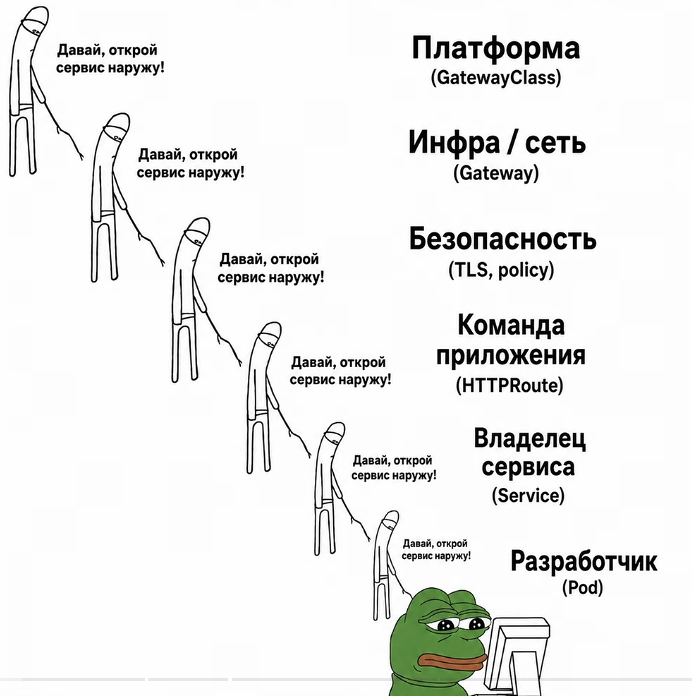 Давай, открой
сервис наружу!
Платформа
(GatewayClass)
Давай, открой
сервис наружу!
Инфра / сеть
(Gateway)
Давай, открой
сервис наружу!
Безопасность
(TLS, policy)
Давай, открой
сервис наружу!
Команда
приложения
(HTTPRoute)
Давай, открой
сервис наружу!
Владелец
сервиса
(Service)
Давай, открой
сервис наружу!
Разработчик
(Pod)